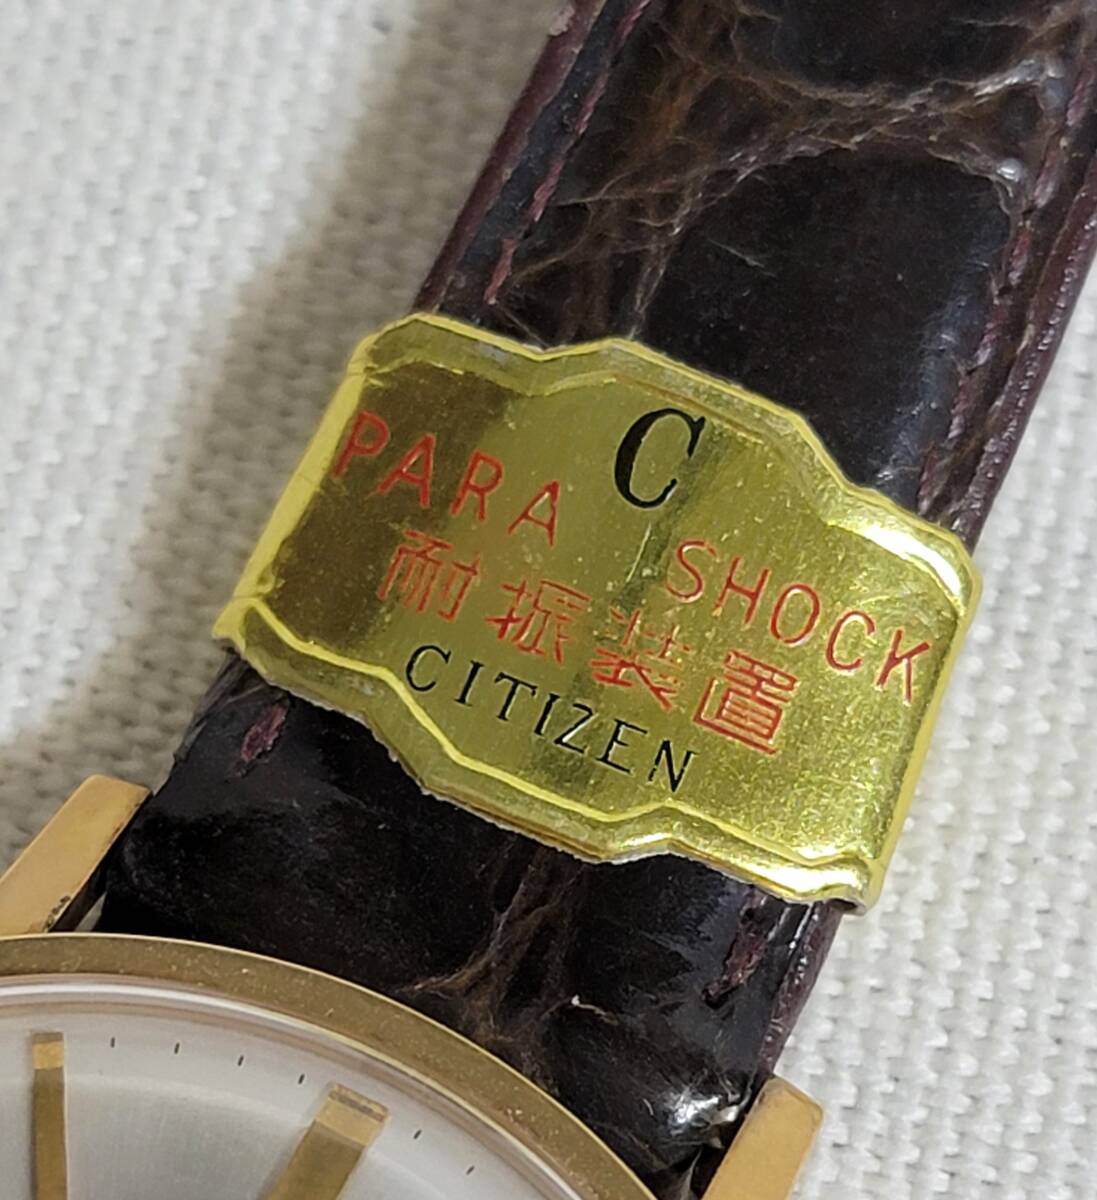 C
PARA SHOCK
耐振装置
CITIZEN